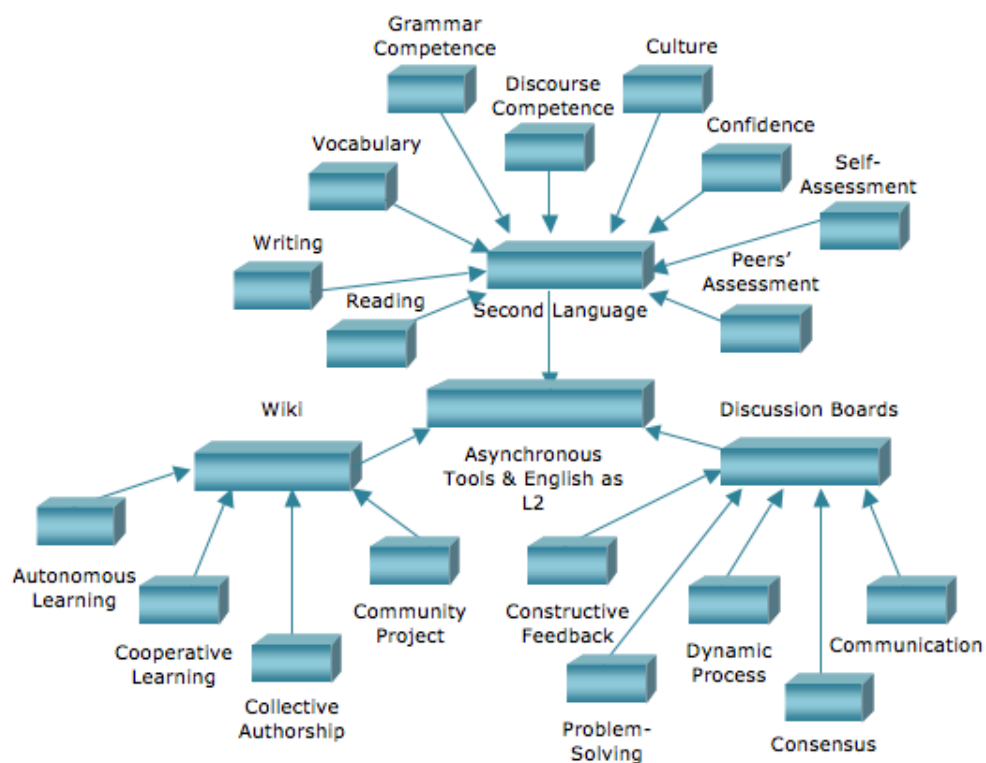 Grammar
Competence
Culture
Discourse
Competence
Confidence
Vocabulary
Self-
Assessment
Writing
Peers’
Assessment
Reading
Second Language
Wiki
Discussion Boards
Asynchronous
Tools & English as
L2
Autonomous
Learning
Community
Project
Constructive
Feedback
Communication
Cooperative
Learning
Dynamic
Process
Collective
Authorship
Problem-
Solving
Consensus